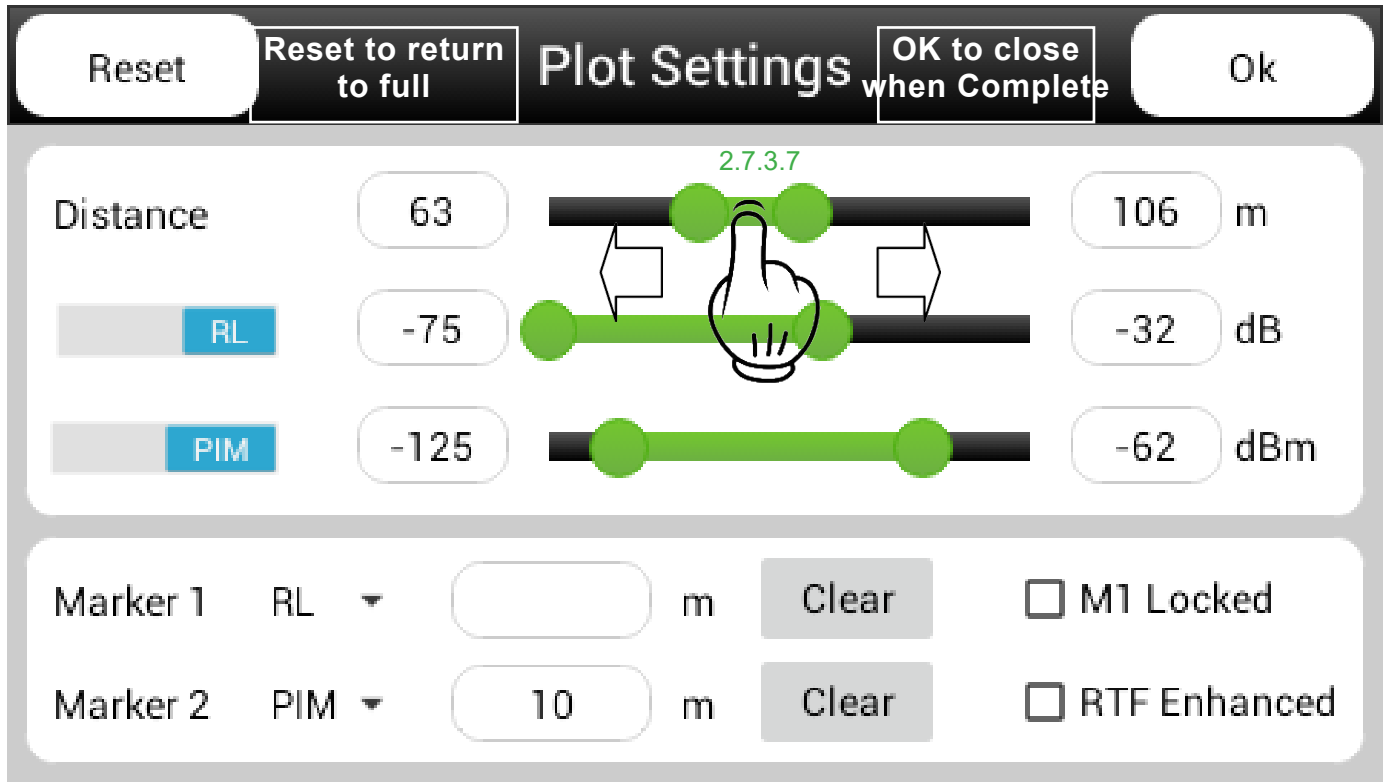 Reset
Reset to return
to full
Plot Settings
OK to close
when Complete
Ok
2.7.3.7
Distance
63
106
m
RL
-75
-32
dB
PIM
-125
-62
dBm
Marker 1
RL
m
Clear
M1 Locked
Marker 2
PIM
10
m
Clear
RTF Enhanced